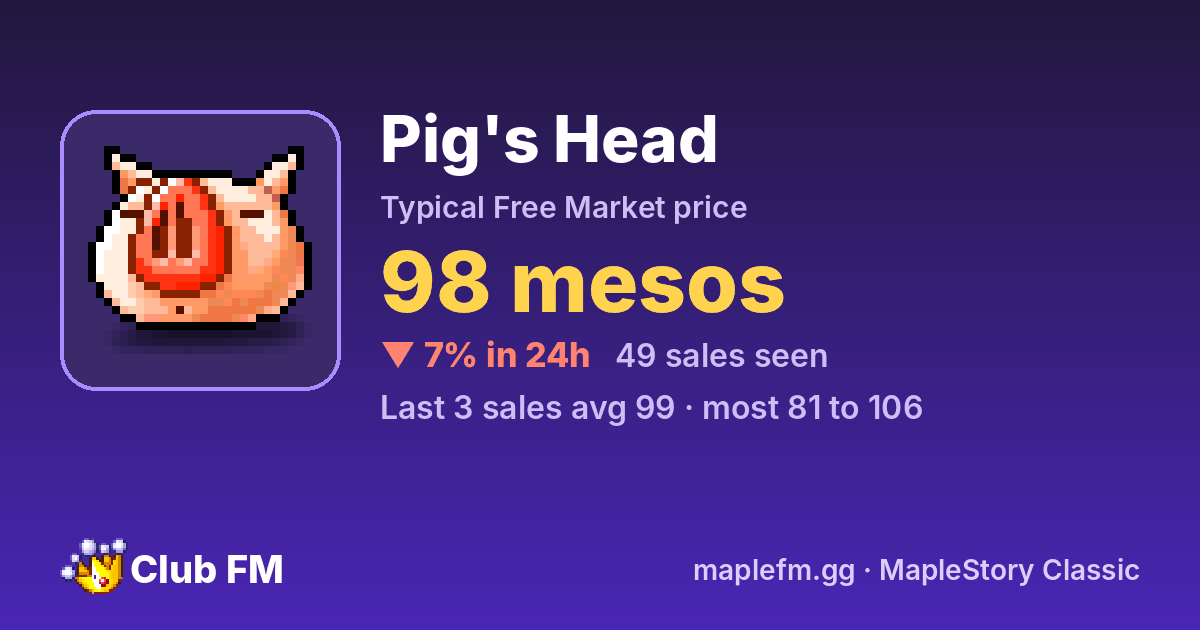 Pig's Head
Typical Free Market price
98 mesos
▼ 7% in 24h 49 sales seen
Last 3 sales avg 99 · most 81 to 106
Club FM
maplefm.gg · MapleStory Classic